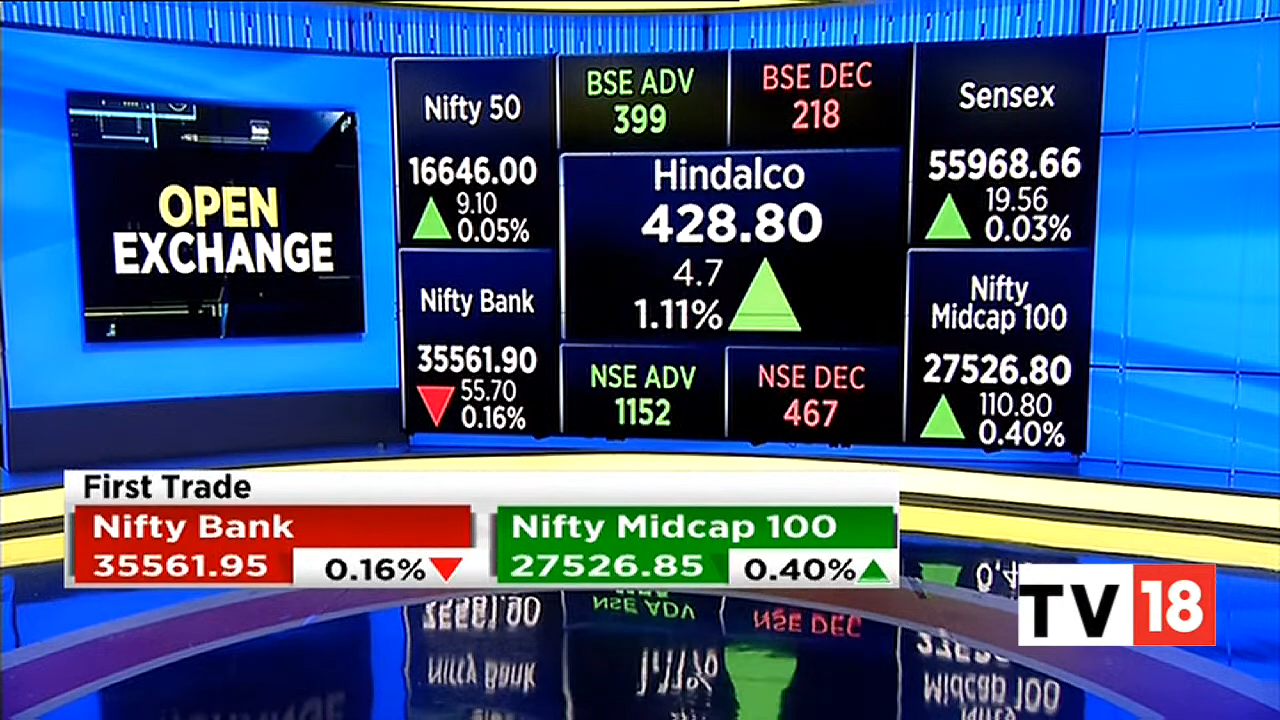 OPEN
EXCHANGE
Nifty 50
16646.00
9.10
0.05%
Nifty Bank
35561.90
55.70
0.16%
BSE ADV
399
BSE DEC
218
Hindalco
428.80
4.7
1.11%
NSE ADV
1152
NSE DEC
467
Sensex
55968.66
19.56
0.03%
Nifty
Midcap 100
27526.80
110.80
0.40%
First Trade
Nifty Bank
35561.95
0.16%
Nifty Midcap 100
27526.85
0.40%
TV18